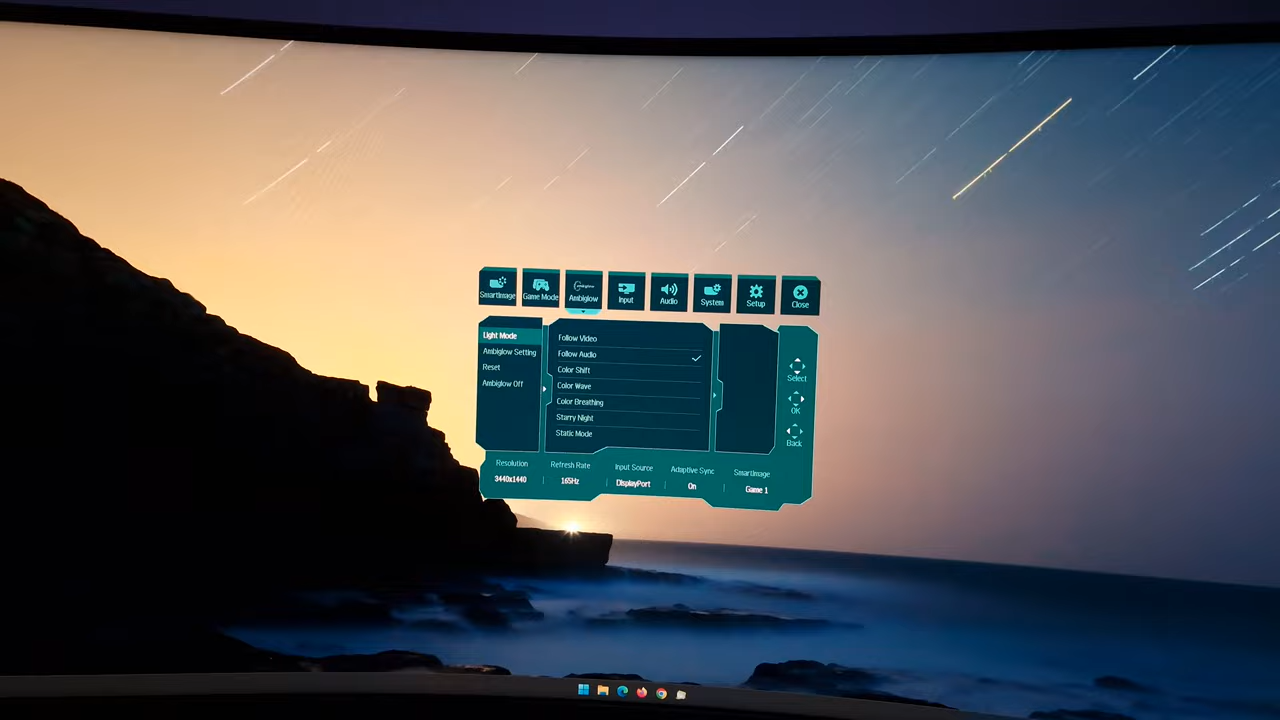 SmartImage
Game Mode
Ambiglow
Input
Audio
System
Setup
Close
Light Mode
Ambiglow Setting
Reset
Ambiglow Off
Follow Video
Follow Audio
Color Shift
Color Wave
Color Breathing
Starry Night
Static Mode
Select
OK
Back
Resolution
3440x1440
Refresh Rate
165Hz
Input Source
DisplayPort
Adaptive Sync
On
SmartImage
Game 1